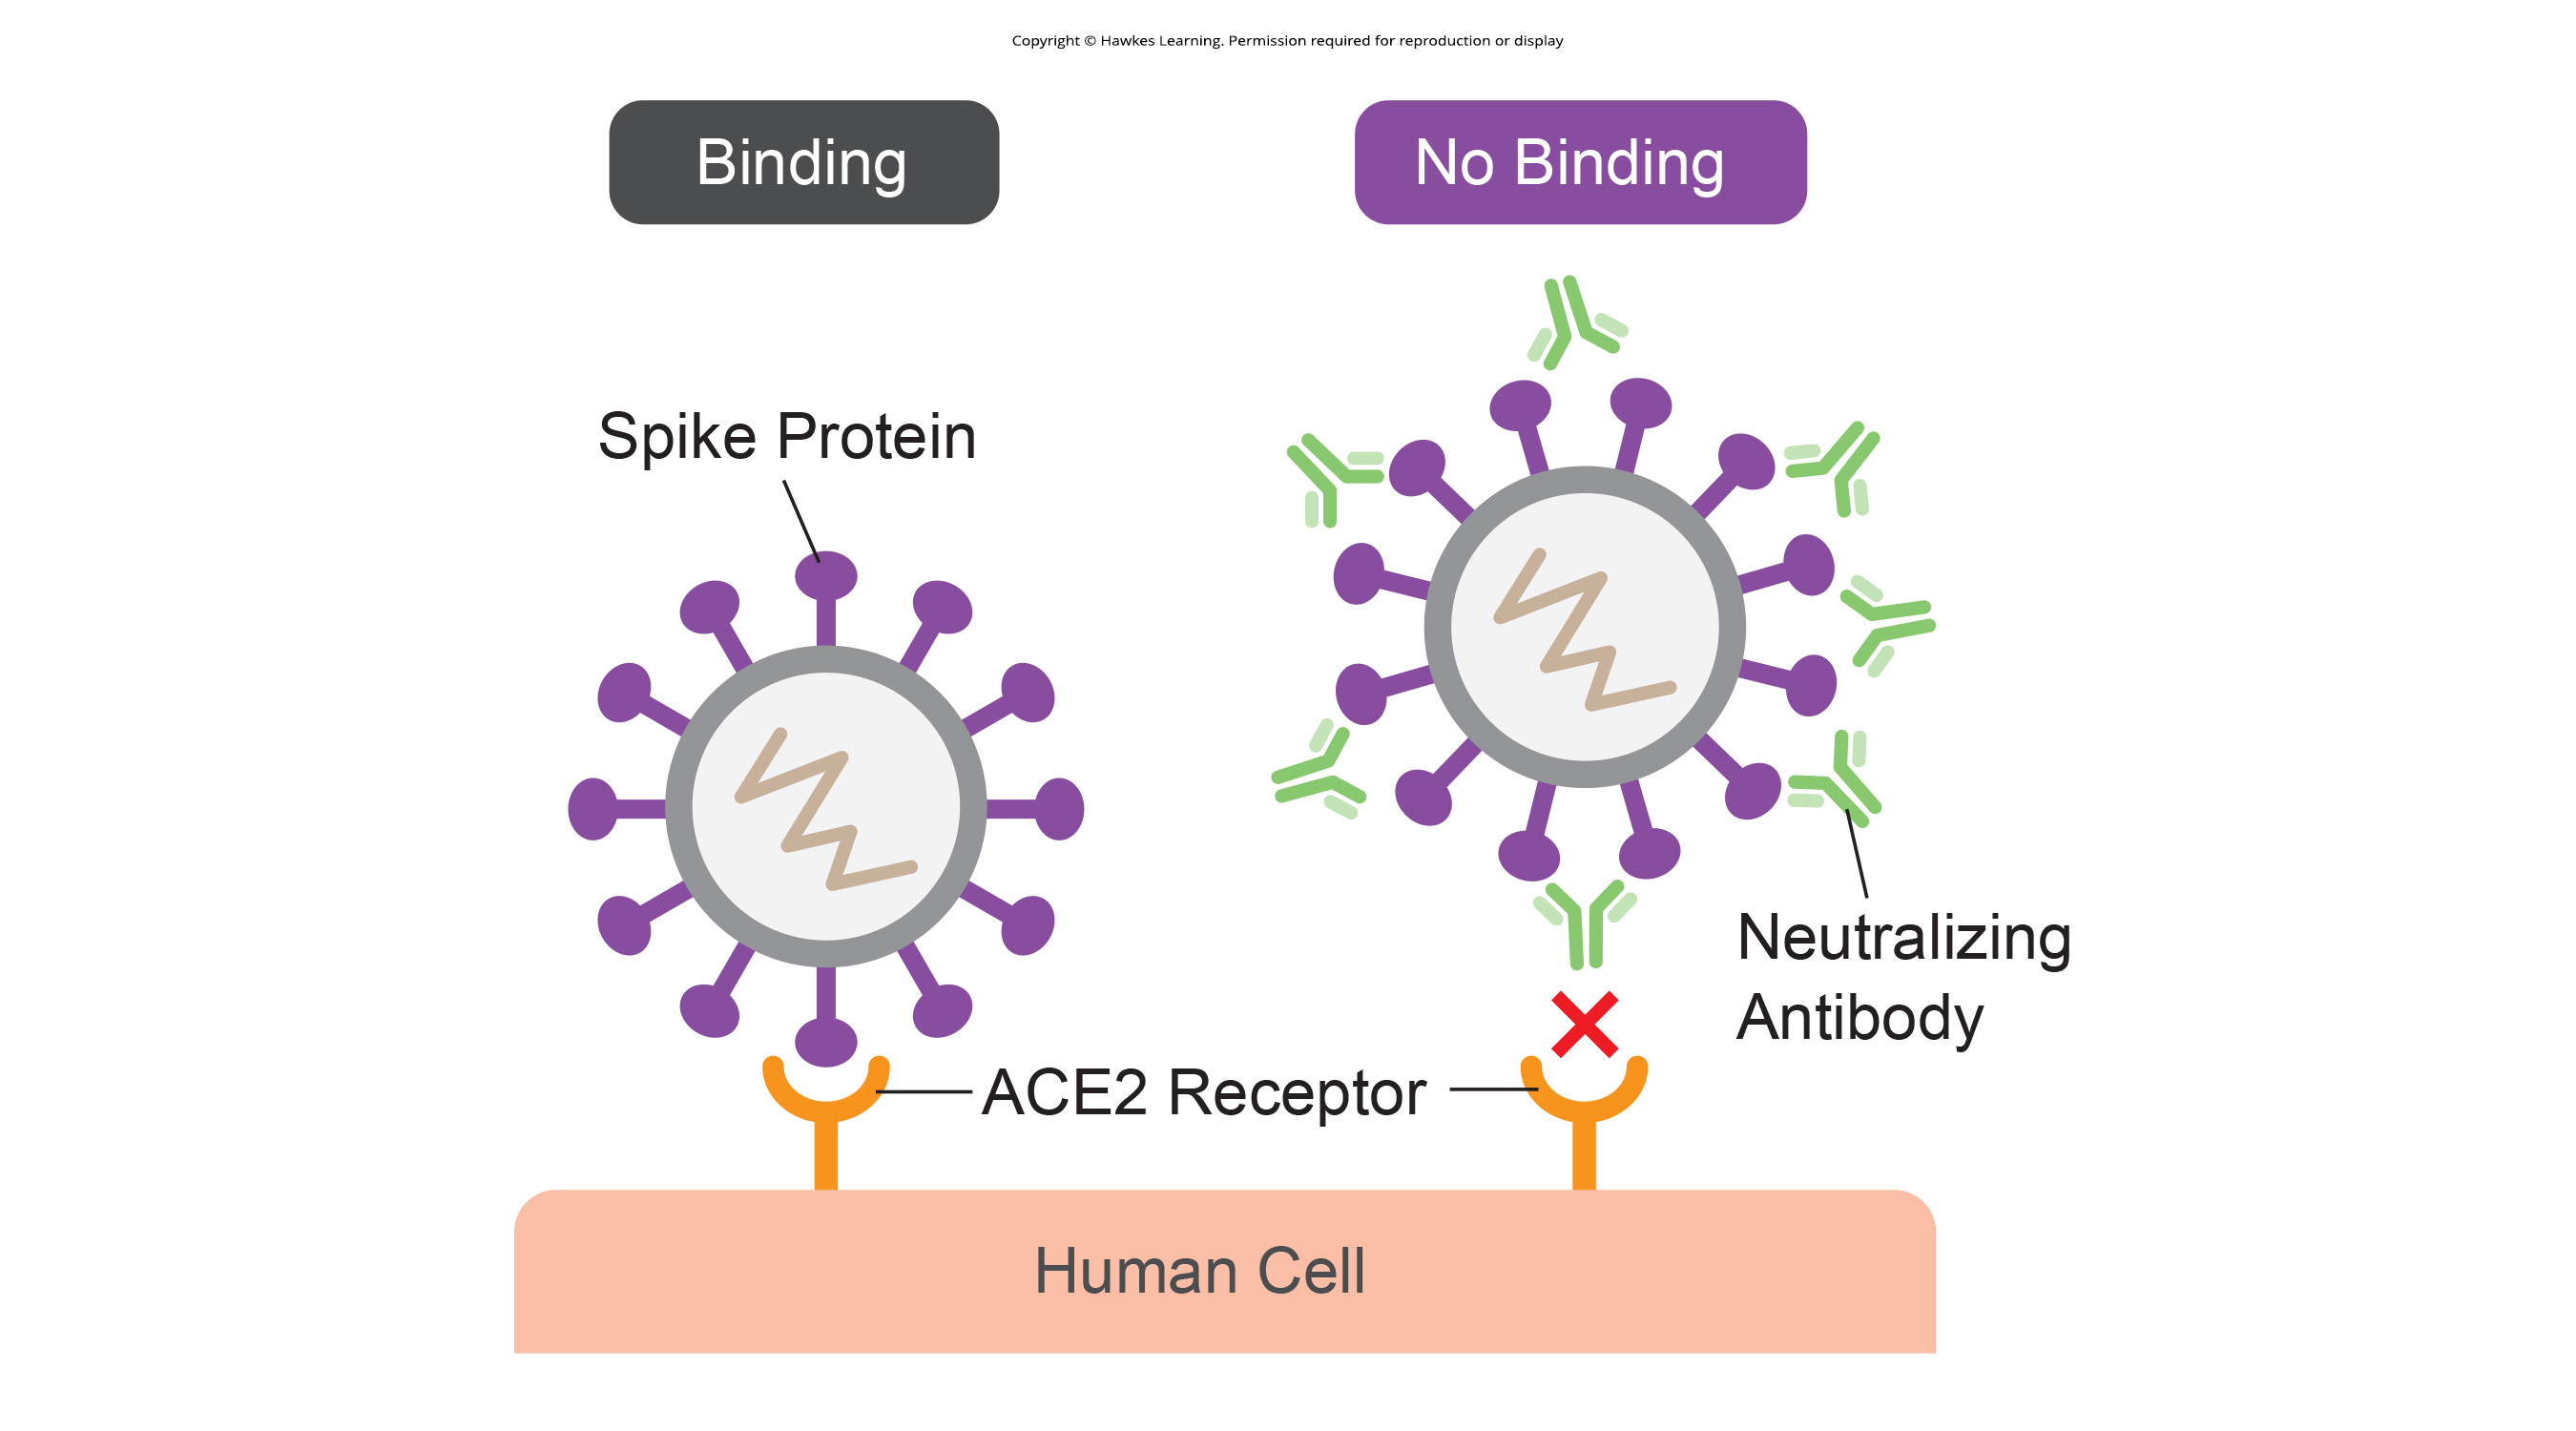 Copyright © Hawkes Learning. Permission required for reproduction or display
Binding
No Binding
Spike Protein
Neutralizing
Antibody
ACE2 Receptor
Human Cell